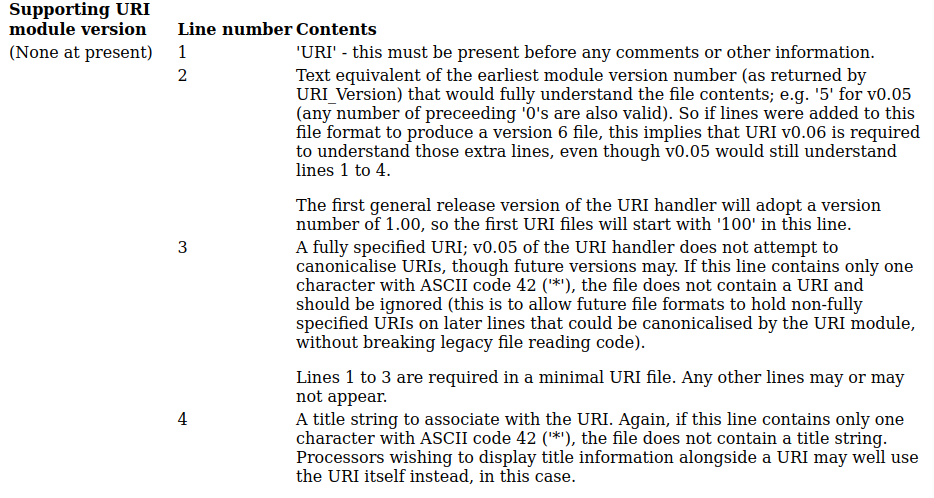 Supporting URI
module version Line number Contents
(None at present) 1 'URI' - this must be present before any comments or other information.
2 Text equivalent of the earliest module version number (as returned by
URI_Version) that would fully understand the file contents; e.g. '5' for v0.05
(any number of preceeding '0's are also valid). So if lines were added to this
file format to produce a version 6 file, this implies that URI v0.06 is required
to understand those extra lines, even though v0.05 would still understand
lines 1 to 4.
The first general release version of the URI handler will adopt a version
number of 1.00, so the first URI files will start with '100' in this line.
3 A fully specified URI; v0.05 of the URI handler does not attempt to
canonicalise URIs, though future versions may. If this line contains only one
character with ASCII code 42 ('*'), the file does not contain a URI and
should be ignored (this is to allow future file formats to hold non-fully
specified URIs on later lines that could be canonicalised by the URI module,
without breaking legacy file reading code).
Lines 1 to 3 are required in a minimal URI file. Any other lines may or may
not appear.
4 A title string to associate with the URI. Again, if this line contains only one
character with ASCII code 42 ('*'), the file does not contain a title string.
Processors wishing to display title information alongside a URI may well use
the URI itself instead, in this case.